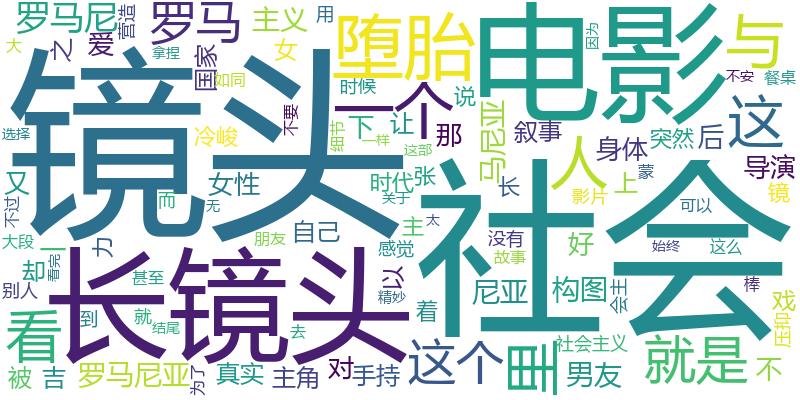 罗马尼
之
爱
营造
罗马
主义
女
用
堕胎
电影
因为
与
大
拿捏
国家
如同
时候
一个
说
不安
餐桌
镜头
不要
选择
冷峻
细节
一样
下
让
那
马尼亚
叙事
人
身体
突然
后
这
这部
导演
又
而
女性
无
时代
关于
张
长
影片
上
蒙
镜
不过
大段
却
看完
一
力
朋友
自己
感觉
主
太
没有
故事
社会
好
可以
始终
这么
别人
长镜头
甚至
以
精妙
着
尼亚
构图
会主
棒
戏
压抑
看
到
就
结尾
去
这个
里
社会主义
就是
被
吉
罗马尼亚
为了
真实
主角
对
手持
男友
不